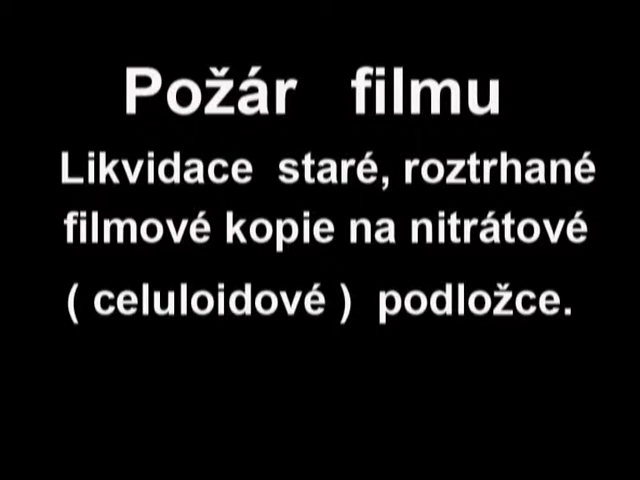 Požár filmu
Likvidace staré, roztrhané
filmové kopie na nitrátové
( celuloidové ) podložce.